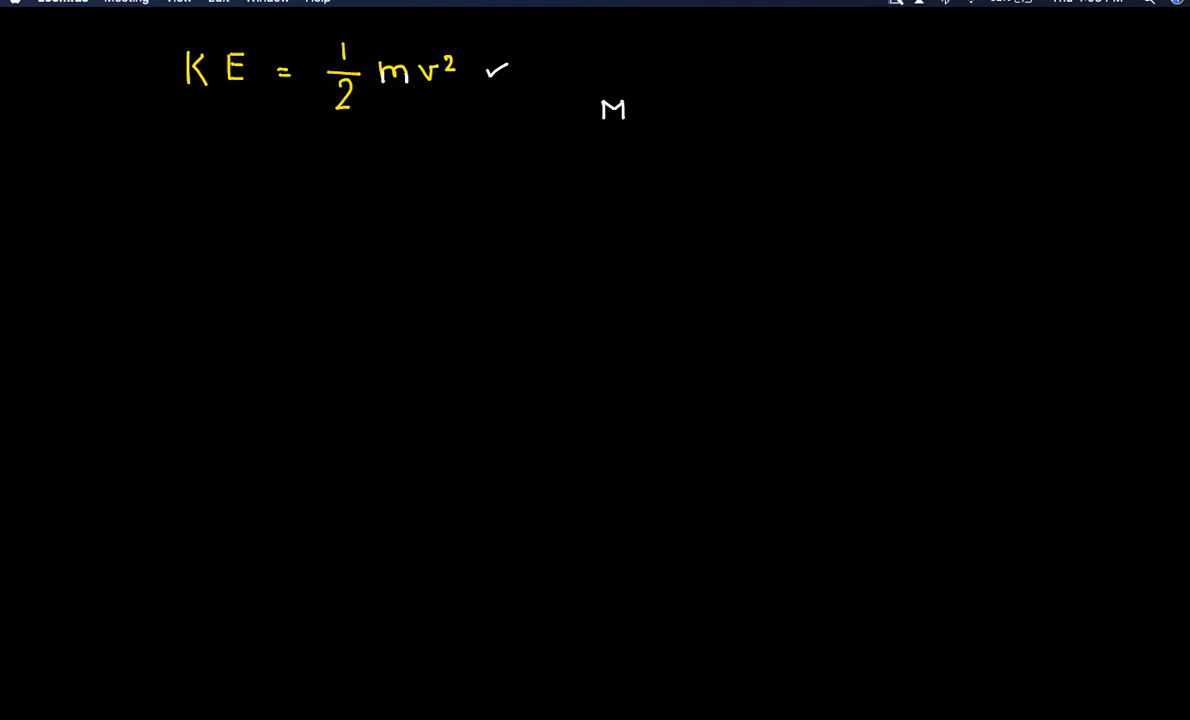 KE = 1/2 mv² ✓
M